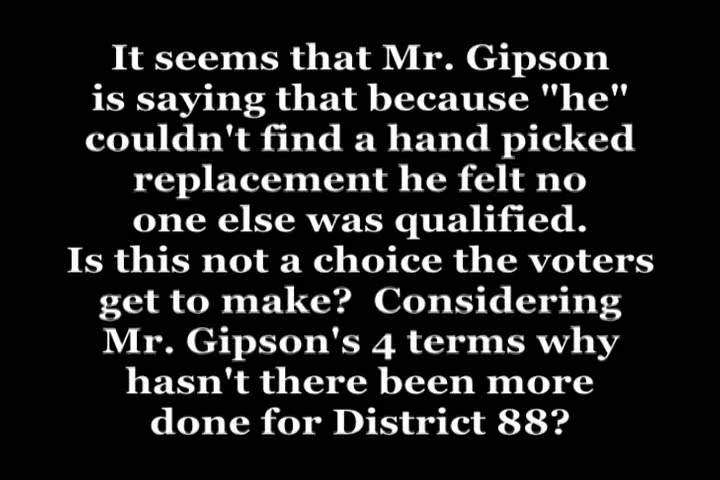 It seems that Mr. Gipson
is saying that because "he"
couldn't find a hand picked
replacement he felt no
one else was qualified.
Is this not a choice the voters
get to make?  Considering
Mr. Gipson's 4 terms why
hasn't there been more
done for District 88?